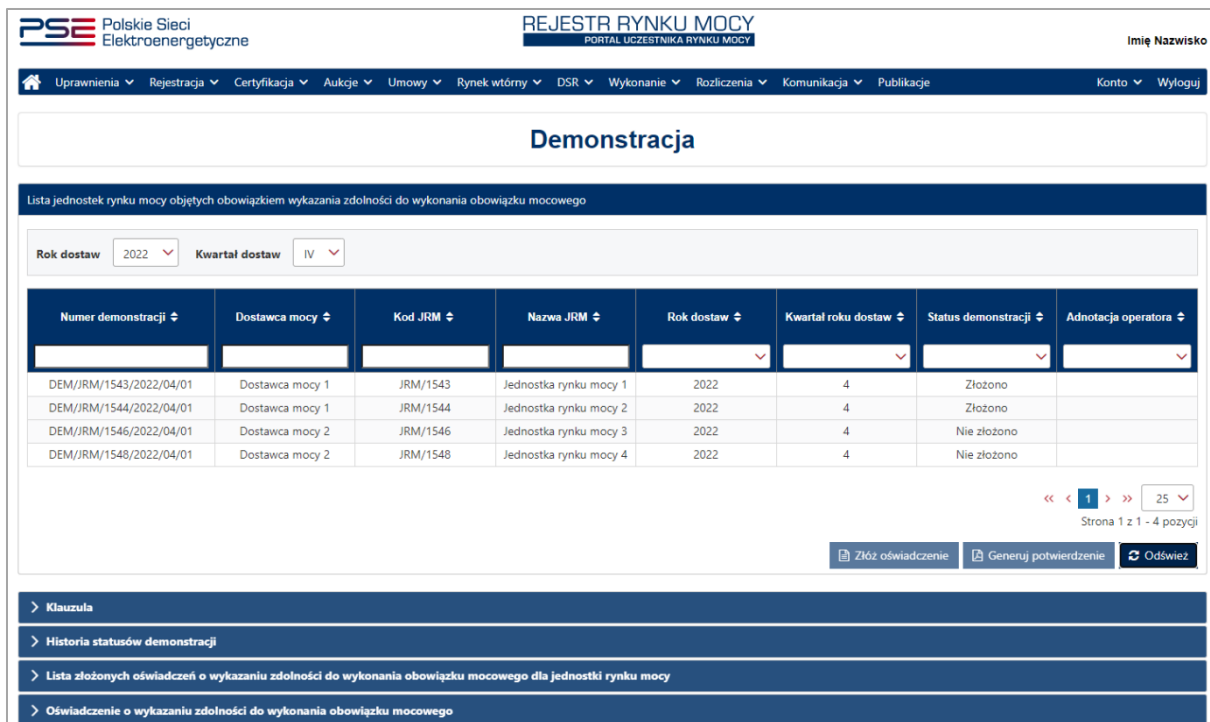 PSE Polskie Sieci
Elektroenergetyczne
REJESTR RYNKU MOCY
PORTAL UCZESTNIKA RYNKU MOCY
Imię Nazwisko
Uprawnienia Rejestracja Certyfikacja Aukcje Umowy Rynek wtórny DSR Wykonanie Rozliczenia Komunikacja Publikacje Konto Wyloguj
Demonstracja
Lista jednostek rynku mocy objętych obowiązkiem wykazania zdolności do wykonania obowiązku mocowego
Rok dostaw 2022 Kwartał dostaw IV
Numer demonstracji Dostawca mocy Kod JRM Nazwa JRM Rok dostaw Kwartał roku dostaw Status demonstracji Adnotacja operatora
DEM/JRM/1543/2022/04/01 Dostawca mocy 1 JRM/1543 Jednostka rynku mocy 1 2022 4 Złożono
DEM/JRM/1544/2022/04/01 Dostawca mocy 1 JRM/1544 Jednostka rynku mocy 2 2022 4 Złożono
DEM/JRM/1546/2022/04/01 Dostawca mocy 2 JRM/1546 Jednostka rynku mocy 3 2022 4 Nie złożono
DEM/JRM/1548/2022/04/01 Dostawca mocy 2 JRM/1548 Jednostka rynku mocy 4 2022 4 Nie złożono
« < 1 > » 25
Strona 1 z 1 - 4 pozycji
Złóż oświadczenie Generuj potwierdzenie Odśwież
> Klauzula
> Historia statusów demonstracji
> Lista złożonych oświadczeń o wykazaniu zdolności do wykonania obowiązku mocowego dla jednostki rynku mocy
> Oświadczenie o wykazaniu zdolności do wykonania obowiązku mocowego